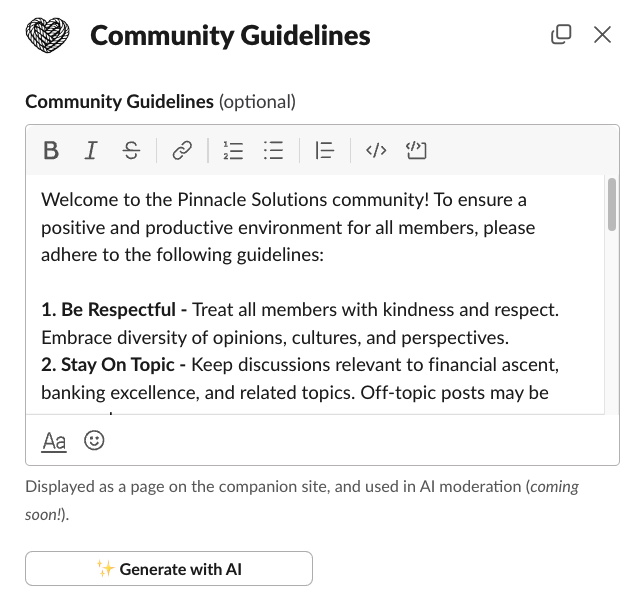 Community Guidelines
Community Guidelines (optional)
Welcome to the Pinnacle Solutions community! To ensure a
positive and productive environment for all members, please
adhere to the following guidelines:
1. Be Respectful - Treat all members with kindness and respect.
Embrace diversity of opinions, cultures, and perspectives.
2. Stay On Topic - Keep discussions relevant to financial ascent,
banking excellence, and related topics. Off-topic posts may be
Aa
Displayed as a page on the companion site, and used in AI moderation (coming
soon!).
✨ Generate with AI